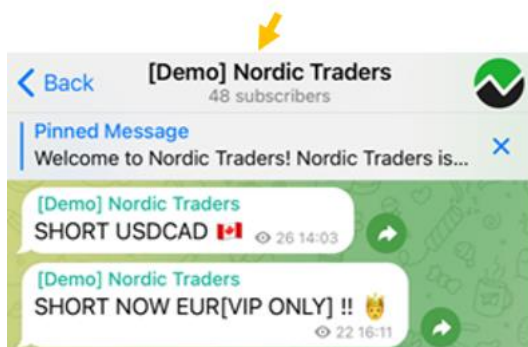 Back
[Demo] Nordic Traders
48 subscribers
Pinned Message
Welcome to Nordic Traders! Nordic Traders is...
[Demo] Nordic Traders
SHORT USDCAD 🇨🇦
26 14:03
[Demo] Nordic Traders
SHORT NOW EUR[VIP ONLY] !! 🤴
22 16:11